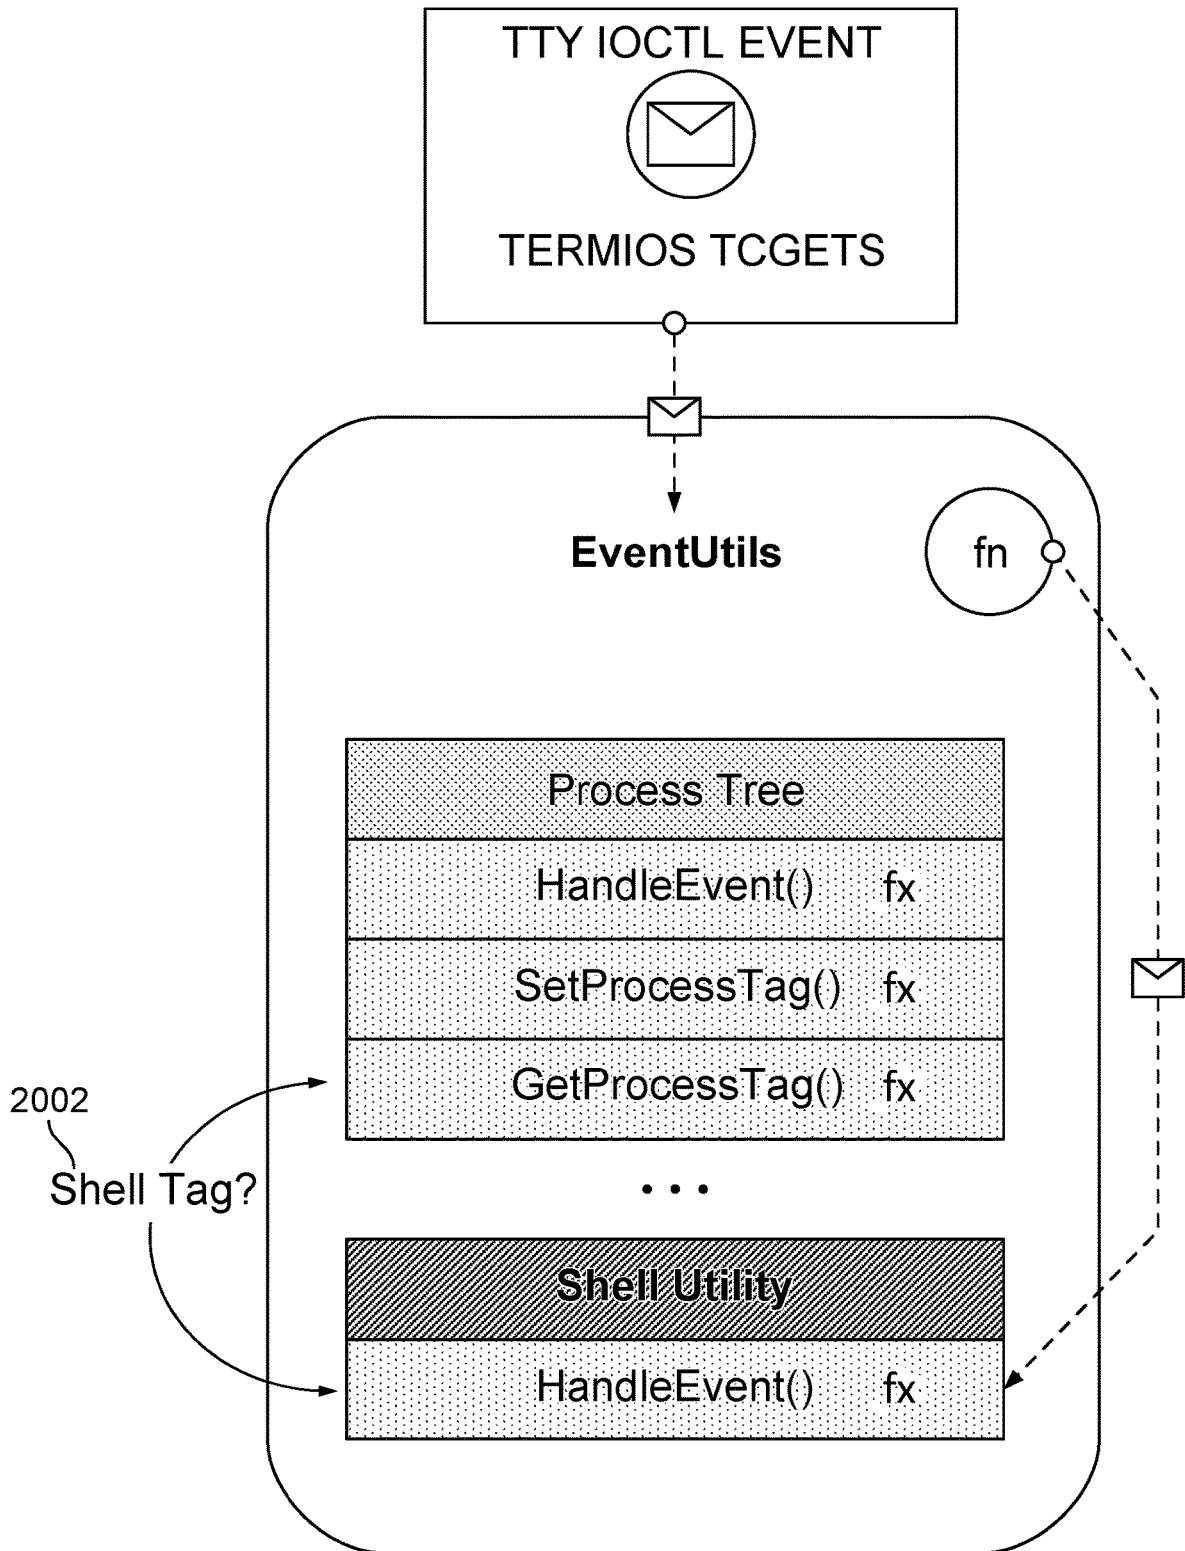 TTY IOCTL EVENT
TERMIOS TCGETS
EventUtils
fn
Process Tree
HandleEvent() fx
SetProcessTag() fx
GetProcessTag() fx
2002
Shell Tag?
...
Shell Utility
HandleEvent() fx